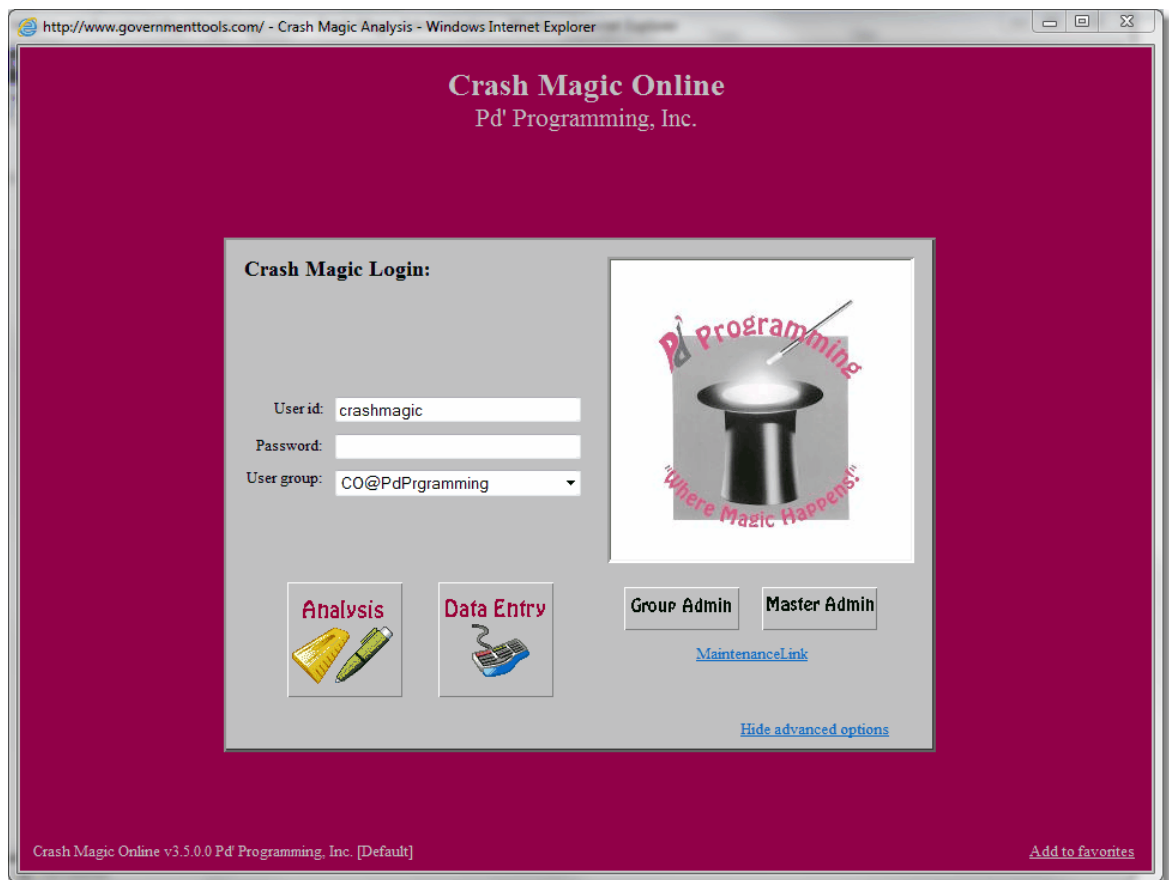 http://www.governmenttools.com/ - Crash Magic Analysis - Windows Internet Explorer
Crash Magic Online
Pd' Programming, Inc.
Crash Magic Login:
Pd' Programming
"Where Magic Happens!"
User id: crashmagic
Password:
User group: CO@PdPrgramming
Analysis
Data Entry
Group Admin
Master Admin
MaintenanceLink
Hide advanced options
Crash Magic Online v3.5.0.0 Pd' Programming, Inc. [Default]
Add to favorites